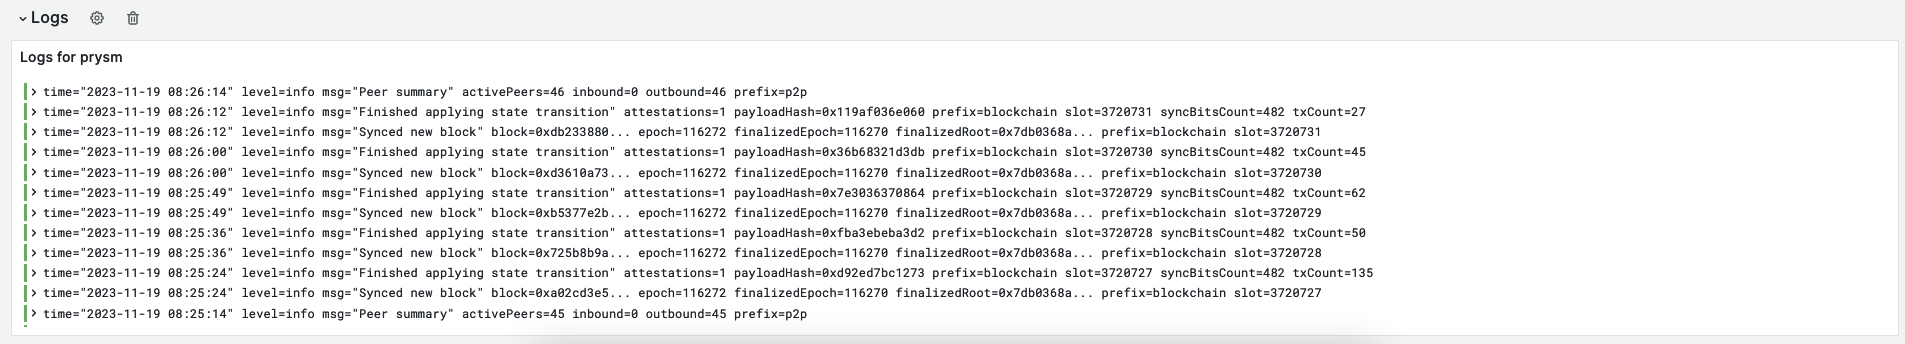 Logs
Logs for prysm
time="2023-11-19 08:26:14" level=info msg="Peer summary" activePeers=46 inbound=0 outbound=46 prefix=p2p
time="2023-11-19 08:26:12" level=info msg="Finished applying state transition" attestations=1 payloadHash=0x119af036e060 prefix=blockchain slot=3720731 syncBitsCount=482 txCount=27
time="2023-11-19 08:26:12" level=info msg="Synced new block" block=0xdb233880... epoch=116272 finalizedEpoch=116270 finalizedRoot=0x7db0368a... prefix=blockchain slot=3720731
time="2023-11-19 08:26:00" level=info msg="Finished applying state transition" attestations=1 payloadHash=0x36b68321d3db prefix=blockchain slot=3720730 syncBitsCount=482 txCount=45
time="2023-11-19 08:26:00" level=info msg="Synced new block" block=0xd3610a73... epoch=116272 finalizedEpoch=116270 finalizedRoot=0x7db0368a... prefix=blockchain slot=3720730
time="2023-11-19 08:25:49" level=info msg="Finished applying state transition" attestations=1 payloadHash=0x7e3036370864 prefix=blockchain slot=3720729 syncBitsCount=482 txCount=62
time="2023-11-19 08:25:49" level=info msg="Synced new block" block=0xb5377e2b... epoch=116272 finalizedEpoch=116270 finalizedRoot=0x7db0368a... prefix=blockchain slot=3720729
time="2023-11-19 08:25:36" level=info msg="Finished applying state transition" attestations=1 payloadHash=0xfba3ebeba3d2 prefix=blockchain slot=3720728 syncBitsCount=482 txCount=50
time="2023-11-19 08:25:36" level=info msg="Synced new block" block=0x725b8b9a... epoch=116272 finalizedEpoch=116270 finalizedRoot=0x7db0368a... prefix=blockchain slot=3720728
time="2023-11-19 08:25:24" level=info msg="Finished applying state transition" attestations=1 payloadHash=0xd92ed7bc1273 prefix=blockchain slot=3720727 syncBitsCount=482 txCount=135
time="2023-11-19 08:25:24" level=info msg="Synced new block" block=0xa02cd3e5... epoch=116272 finalizedEpoch=116270 finalizedRoot=0x7db0368a... prefix=blockchain slot=3720727
time="2023-11-19 08:25:14" level=info msg="Peer summary" activePeers=45 inbound=0 outbound=45 prefix=p2p